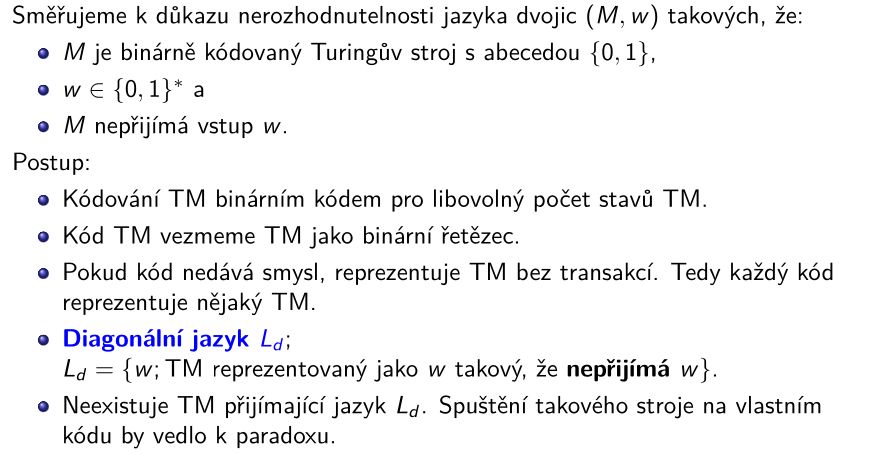 Směřujeme k důkazu nerozhodnutelnosti jazyka dvojic (M, w) takových, že:
M je binárně kódovaný Turingův stroj s abecedou {0, 1},
w ∈ {0, 1}* a
M nepřijímá vstup w.
Postup:
Kódování TM binárním kódem pro libovolný počet stavů TM.
Kód TM vezmeme TM jako binární řetězec.
Pokud kód nedává smysl, reprezentuje TM bez transakcí. Tedy každý kód
reprezentuje nějaký TM.
Diagonální jazyk L_d;
L_d = {w; TM reprezentovaný jako w takový, že nepřijímá w}.
Neexistuje TM přijímající jazyk L_d. Spuštění takového stroje na vlastním
kódu by vedlo k paradoxu.